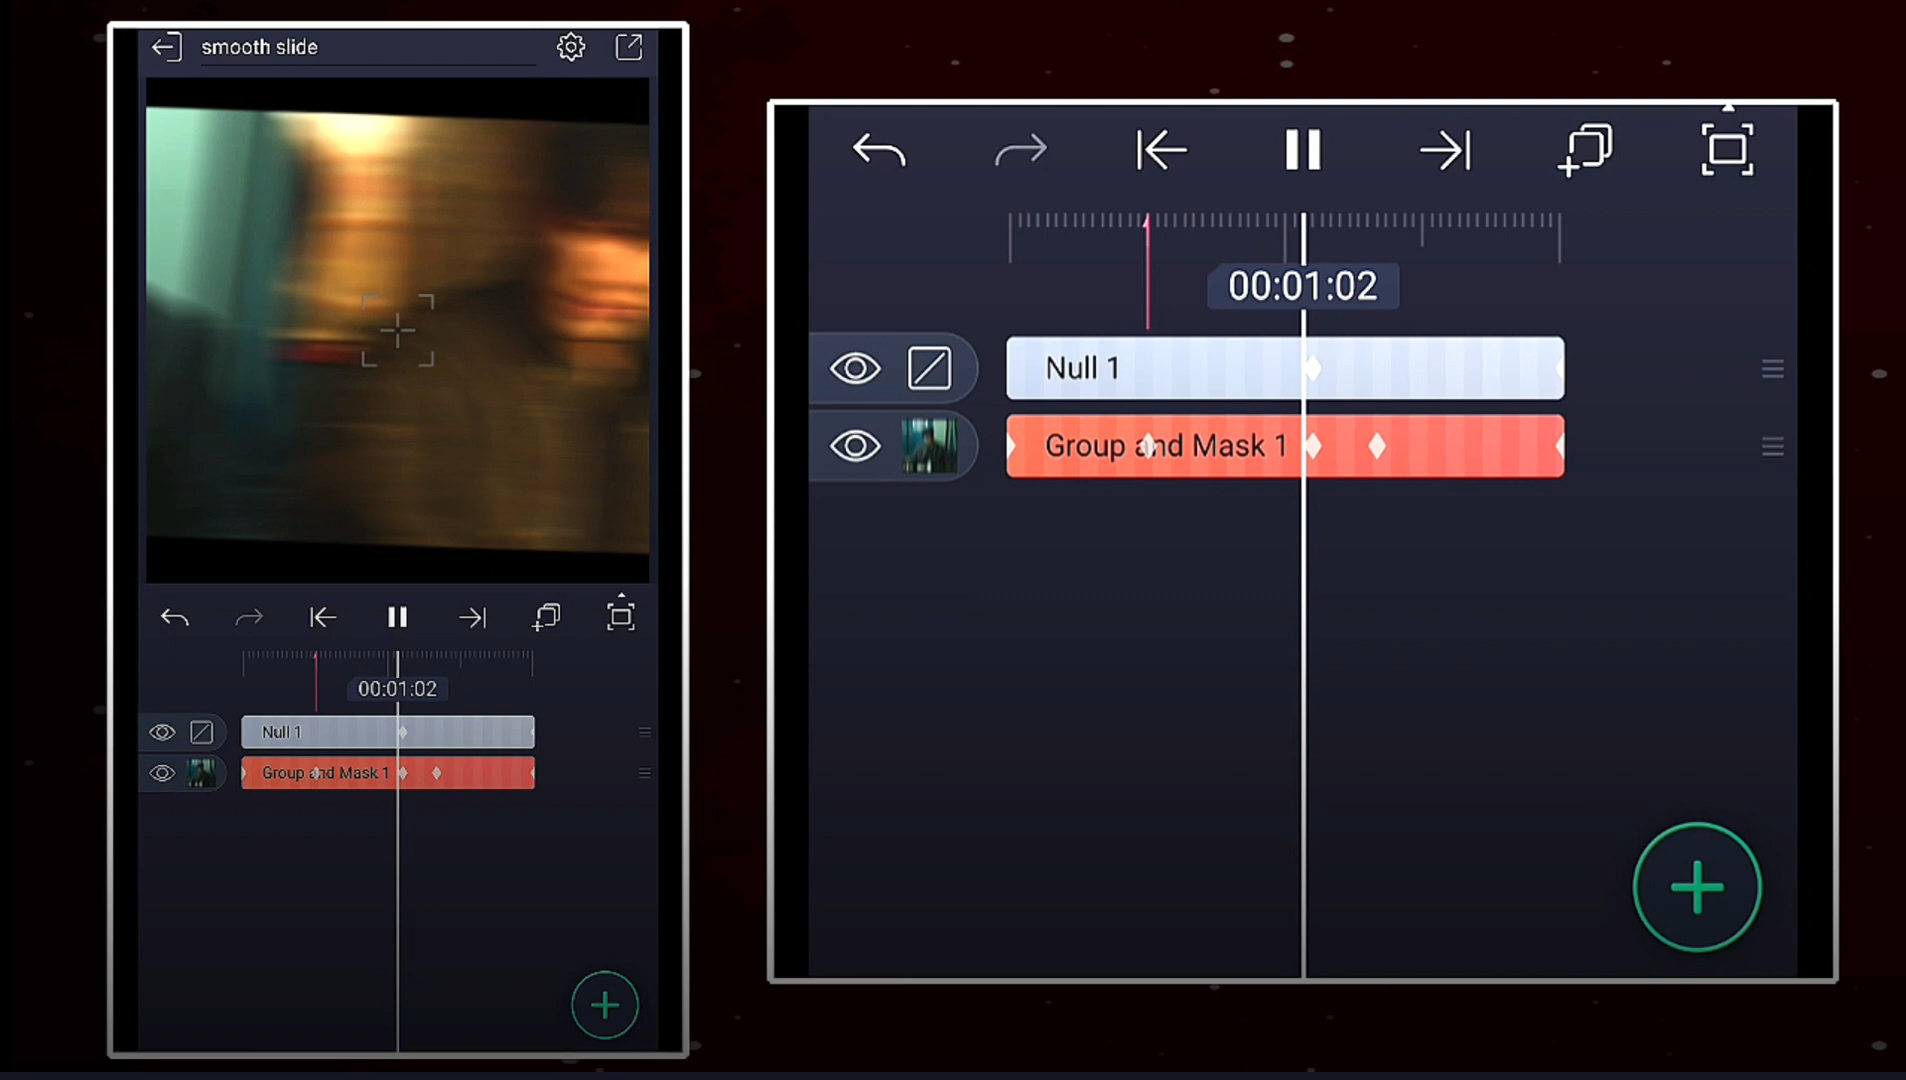 smooth slide
00:01:02
Null 1
Group and Mask 1
00:01:02
Null 1
Group and Mask 1